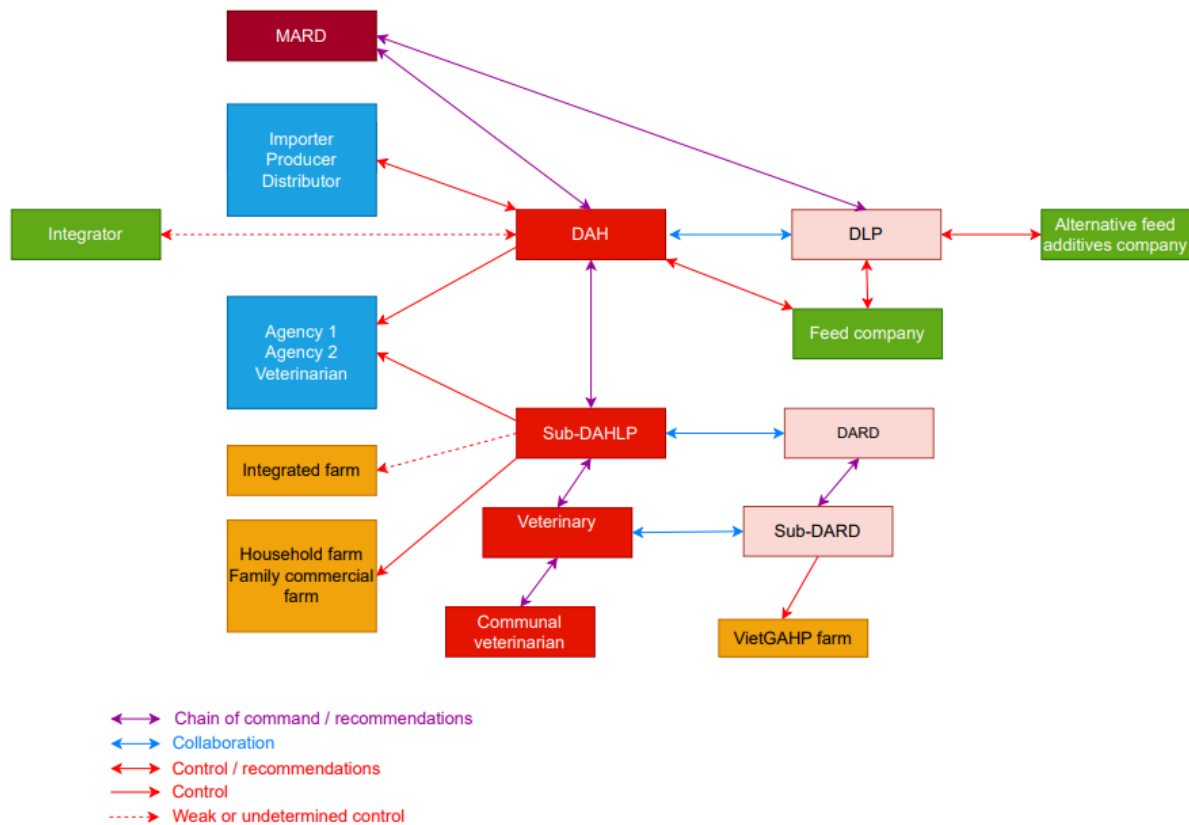 MARD
Importer
Producer
Distributor
Integrator
DAH
DLP
Alternative feed
additives company
Agency 1
Agency 2
Veterinarian
Feed company
Sub-DAHLP
DARD
Integrated farm
Veterinary
Sub-DARD
Household farm
Family commercial
farm
Communal
veterinarian
VietGAHP farm
Chain of command / recommendations
Collaboration
Control / recommendations
Control
Weak or undetermined control